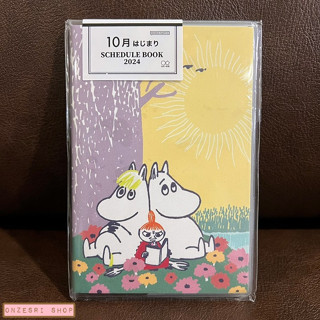 10月はじまり
SCHEDULE BOOK
2024
ONZESRI SHOP